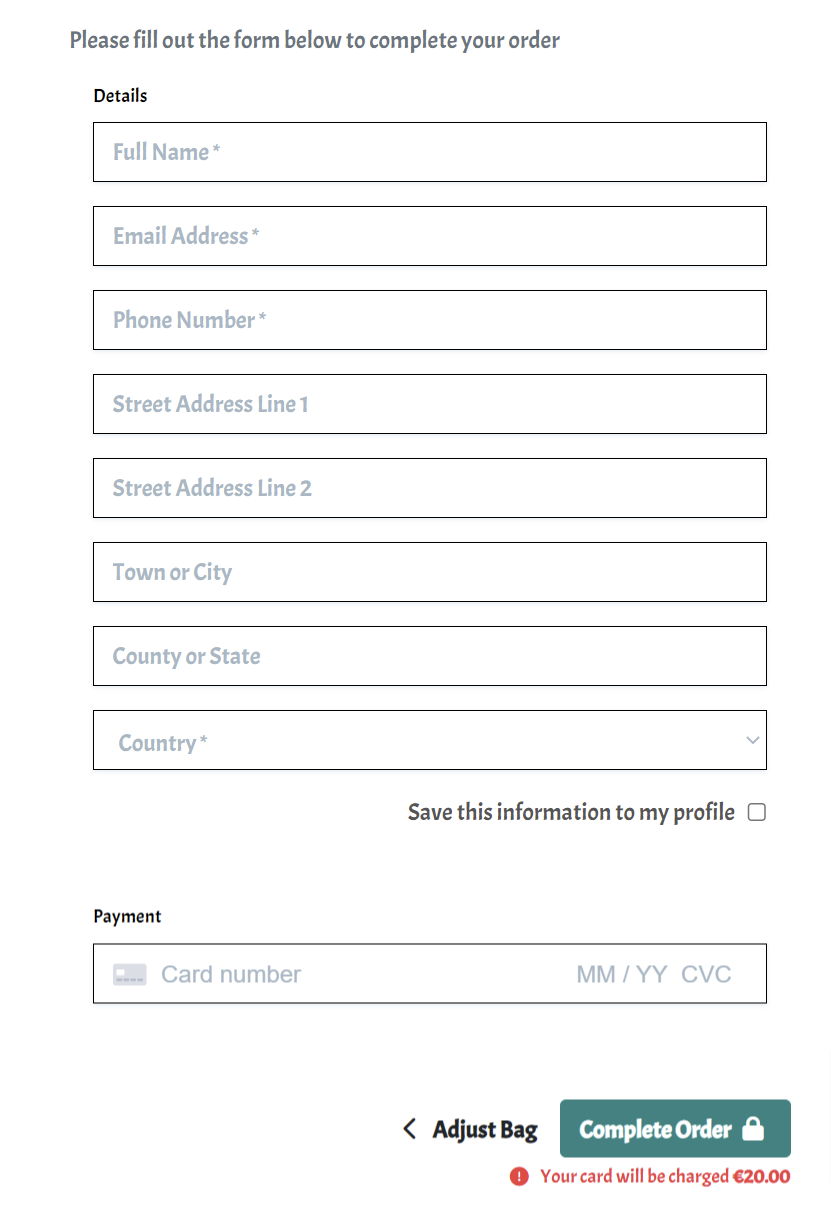 Please fill out the form below to complete your order
Details
Full Name *
Email Address *
Phone Number *
Street Address Line 1
Street Address Line 2
Town or City
County or State
Country *
Save this information to my profile
Payment
Card number MM / YY CVC
Adjust Bag Complete Order
Your card will be charged €20.00